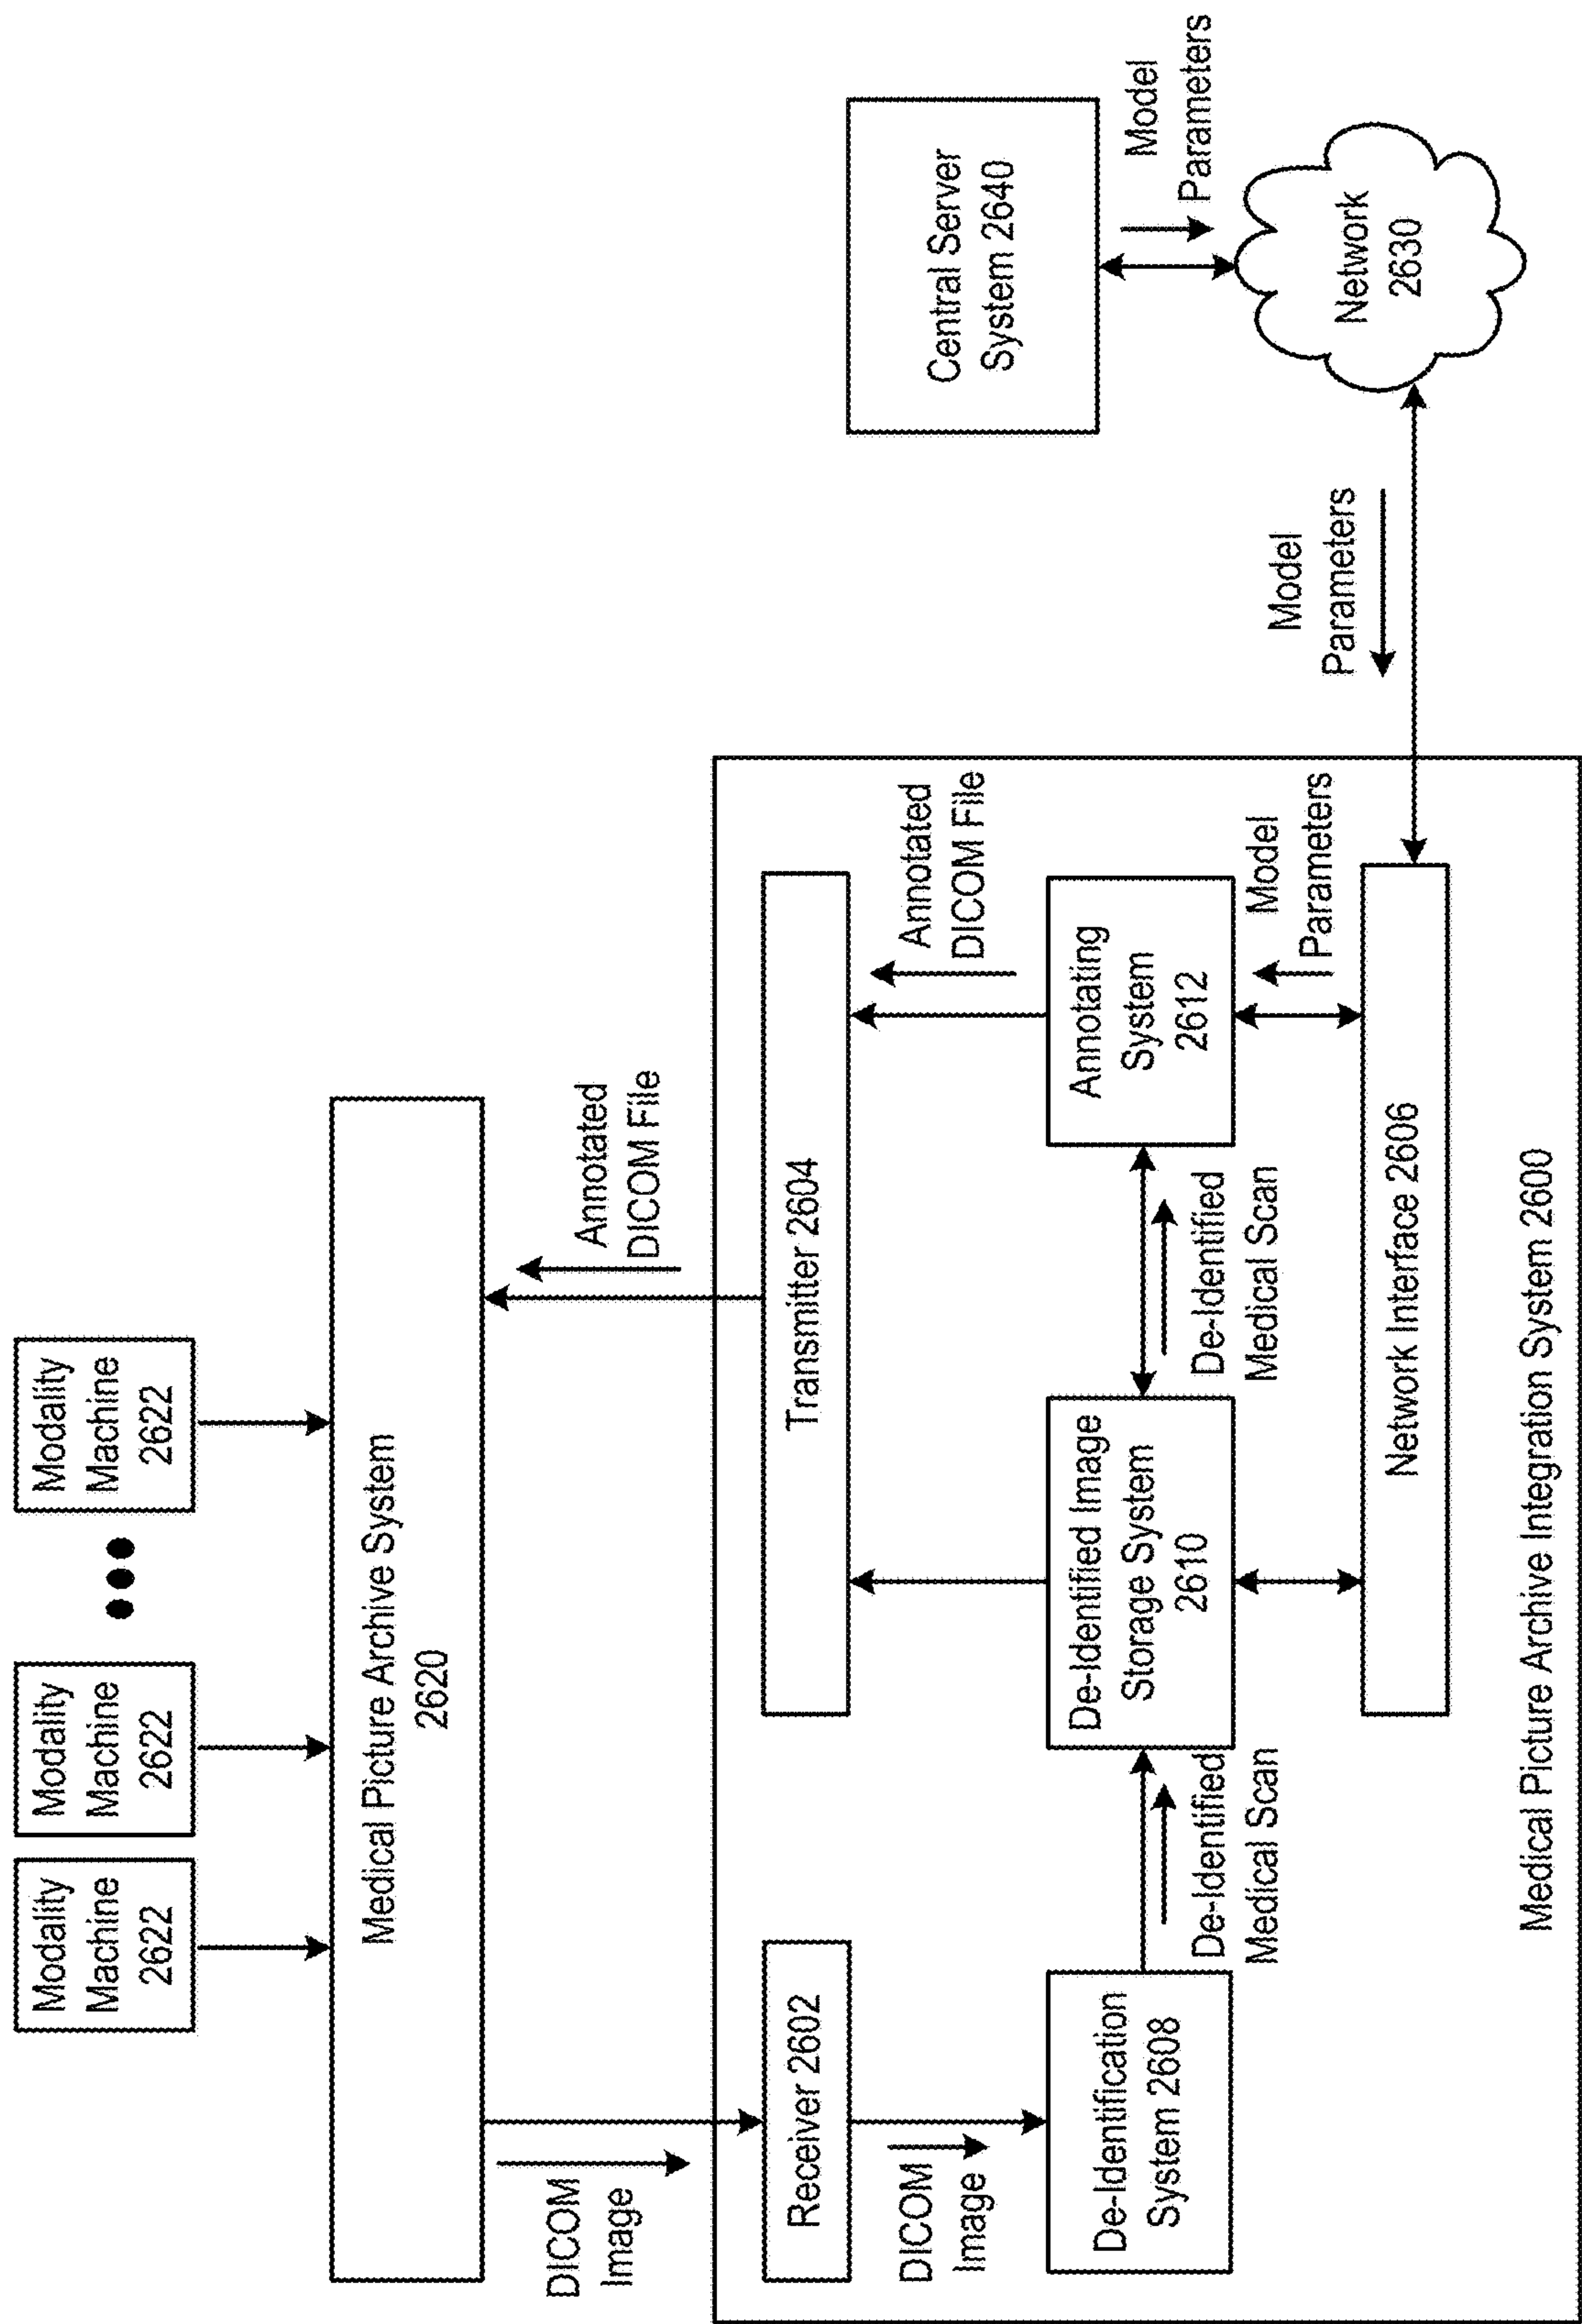 Modality
Machine
2622
Modality
Machine
2622
Modality
Machine
2622
Medical Picture Archive System
2620
DICOM
Image
Annotated
DICOM File
Receiver 2602
Transmitter 2604
DICOM
Image
Annotated
DICOM File
De-Identification
System 2608
De-Identified
Medical Scan
De-Identified Image
Storage System
2610
De-Identified
Medical Scan
Annotating
System
2612
Model
Parameters
Network Interface 2606
Medical Picture Archive Integration System 2600
Model
Parameters
Central Server
System 2640
Model
Parameters
Network
2630